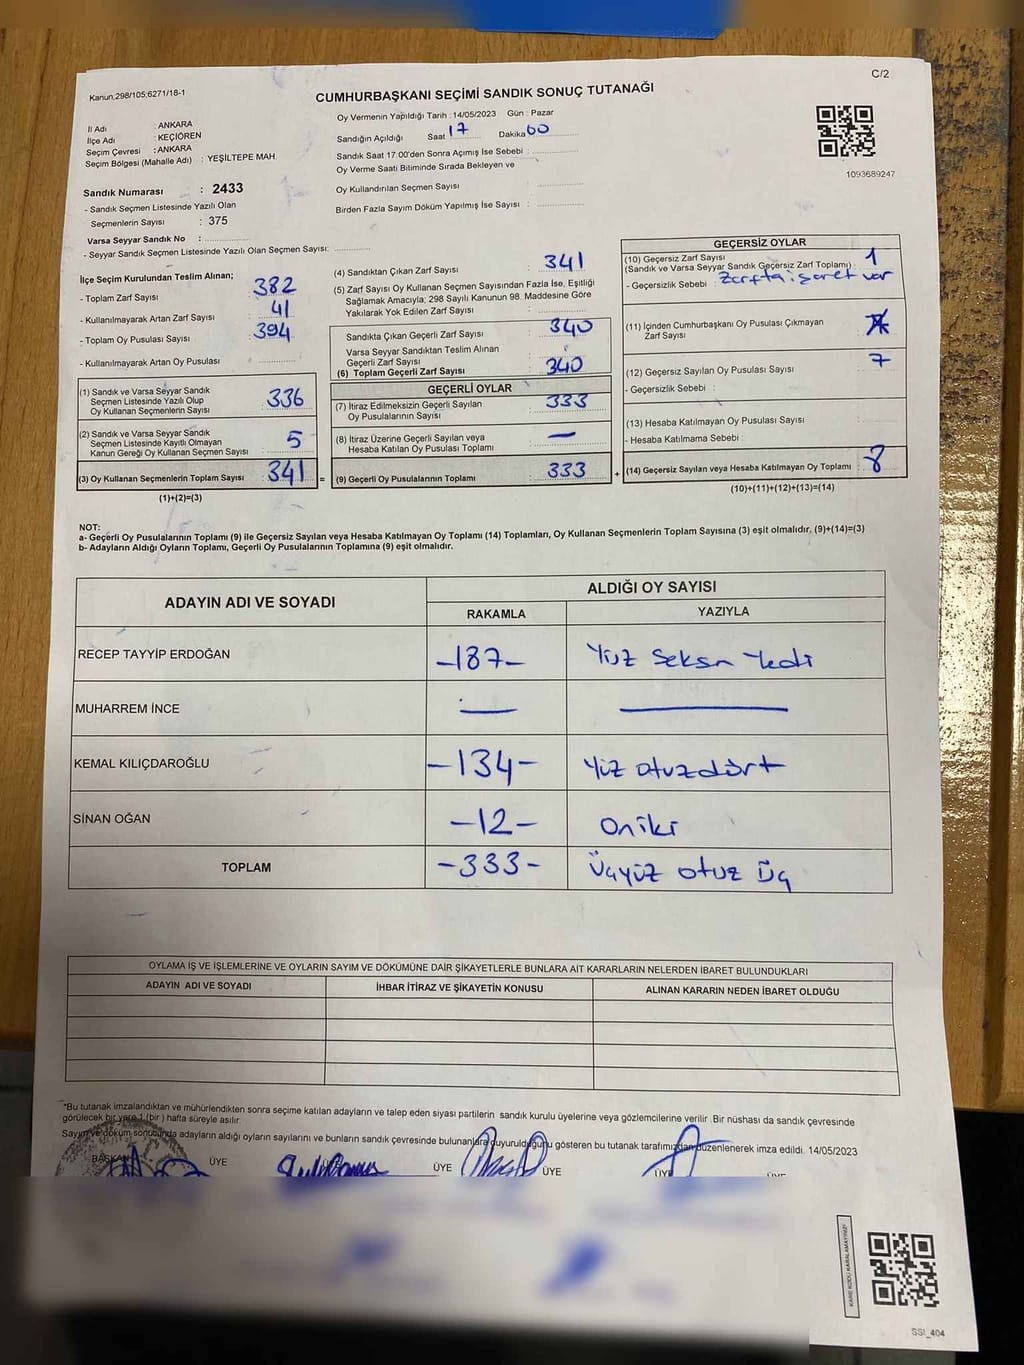 C/2
Kanun:298/105;6271/18-1
CUMHURBAŞKANI SEÇİMİ SANDIK SONUÇ TUTANAĞI
Oy Vermenin Yapıldığı Tarih :14/05/2023 Gün : Pazar
İl Adı : ANKARA
İlçe Adı : KEÇİÖREN
Seçim Çevresi : ANKARA
Seçim Bölgesi (Mahalle Adı) : YEŞİLTEPE MAH.
Sandığın Açıldığı Saat 17 Dakika 00
Sandık Saat 17:00'den Sonra Açımış İse Sebebi :
Oy Verme Saati Bitiminde Sırada Bekleyen ve
Oy Kullandırılan Seçmen Sayısı :
Birden Fazla Sayım Döküm Yapılmış İse Sayısı :
1093689247
Sandık Numarası : 2433
- Sandık Seçmen Listesinde Yazılı Olan
Seçmenlerin Sayısı : 375
Varsa Seyyar Sandık No :
- Seyyar Sandık Seçmen Listesinde Yazılı Olan Seçmen Sayısı:
İlçe Seçim Kurulundan Teslim Alınan;
- Toplam Zarf Sayısı : 382
- Kullanılmayarak Artan Zarf Sayısı : 41
- Toplam Oy Pusulası Sayısı : 394
- Kullanılmayarak Artan Oy Pusulası :
(1) Sandık ve Varsa Seyyar Sandık
Seçmen Listesinde Yazılı Olup
Oy Kullanan Seçmenlerin Sayısı : 336
(2) Sandık ve Varsa Seyyar Sandık
Seçmen Listesinde Kayıtlı Olmayan
Kanun Gereği Oy Kullanan Seçmen Sayısı : 5
(3) Oy Kullanan Seçmenlerin Toplam Sayısı : 341
(1)+(2)=(3)
(4) Sandıktan Çıkan Zarf Sayısı : 341
(5) Zarf Sayısı Oy Kullanan Seçmen Sayısından Fazla İse, Eşitliği
Sağlamak Amacıyla; 298 Sayılı Kanunun 98. Maddesine Göre
Yakılarak Yok Edilen Zarf Sayısı :
Sandıkta Çıkan Geçerli Zarf Sayısı : 340
Varsa Seyyar Sandıktan Teslim Alınan
Geçerli Zarf Sayısı :
(6) Toplam Geçerli Zarf Sayısı : 340
GEÇERLİ OYLAR
(7) İtiraz Edilmeksizin Geçerli Sayılan
Oy Pusulalarının Sayısı : 333
(8) İtiraz Üzerine Geçerli Sayılan veya
Hesaba Katılan Oy Pusulası Toplamı : —
= (9) Geçerli Oy Pusulalarının Toplamı : 333
GEÇERSİZ OYLAR
(10) Geçersiz Zarf Sayısı
(Sandık ve Varsa Seyyar Sandık Geçersiz Zarf Toplamı) : 1
- Geçersizlik Sebebi : Zarfta işaret var
(11) İçinden Cumhurbaşkanı Oy Pusulası Çıkmayan
Zarf Sayısı
(12) Geçersiz Sayılan Oy Pusulası Sayısı : 7
- Geçersizlik Sebebi :
(13) Hesaba Katılmayan Oy Pusulası Sayısı :
- Hesaba Katılmama Sebebi :
+ (14) Geçersiz Sayılan veya Hesaba Katılmayan Oy Toplamı : 8
(10)+(11)+(12)+(13)=(14)
NOT:
a- Geçerli Oy Pusulalarının Toplamı (9) ile Geçersiz Sayılan veya Hesaba Katılmayan Oy Toplamı (14) Toplamları, Oy Kullanan Seçmenlerin Toplam Sayısına (3) eşit olmalıdır. (9)+(14)=(3)
b- Adayların Aldığı Oyların Toplamı, Geçerli Oy Pusulalarının Toplamına (9) eşit olmalıdır.
ADAYIN ADI VE SOYADI
ALDIĞI OY SAYISI
RAKAMLA YAZIYLA
RECEP TAYYİP ERDOĞAN -187- Yüz Seksen Yedi
MUHARREM İNCE — —
KEMAL KILIÇDAROĞLU -134- Yüz otuzdört
SİNAN OĞAN -12- Oniki
TOPLAM -333- Üçyüz otuz Üç
OYLAMA İŞ VE İŞLEMLERİNE VE OYLARIN SAYIM VE DÖKÜMÜNE DAİR ŞİKAYETLERLE BUNLARA AİT KARARLARIN NELERDEN İBARET BULUNDUKLARI
ADAYIN ADI VE SOYADI İHBAR İTİRAZ VE ŞİKAYETİN KONUSU ALINAN KARARIN NEDEN İBARET OLDUĞU
*Bu tutanak imzalandıktan ve mühürlendikten sonra seçime katılan adayların ve talep eden siyasi partilerin sandık kurulu üyelerine veya gözlemcilerine verilir. Bir nüshası da sandık çevresinde
görülecek bir yere 1 (bir) hafta süreyle asılır.
Sayım ve döküm sonucunda adayların aldığı oyların sayılarını ve bunların sandık çevresinde bulunanlara duyurulduğunu gösteren bu tutanak tarafımızdan düzenlenerek imza edildi. 14/05/2023
BAŞKAN ÜYE ÜYE ÜYE ÜYE
KARE KODU KARALAMAYINIZ!
SSI_404